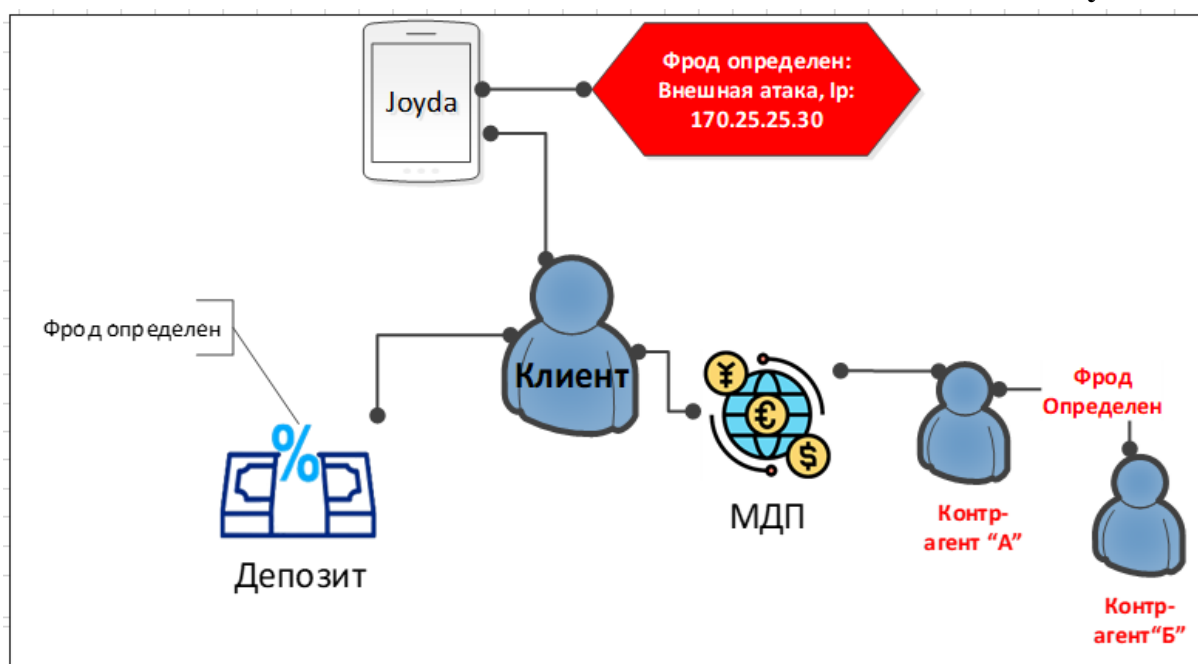 Joyda
Фрод определен:
Внешная атака, Ip:
170.25.25.30
Фрод определен
Клиент
%
¥
€
$
МДП
Депозит
Фрод
Определен
Контр-
агент “А”
Контр-
агент“Б”